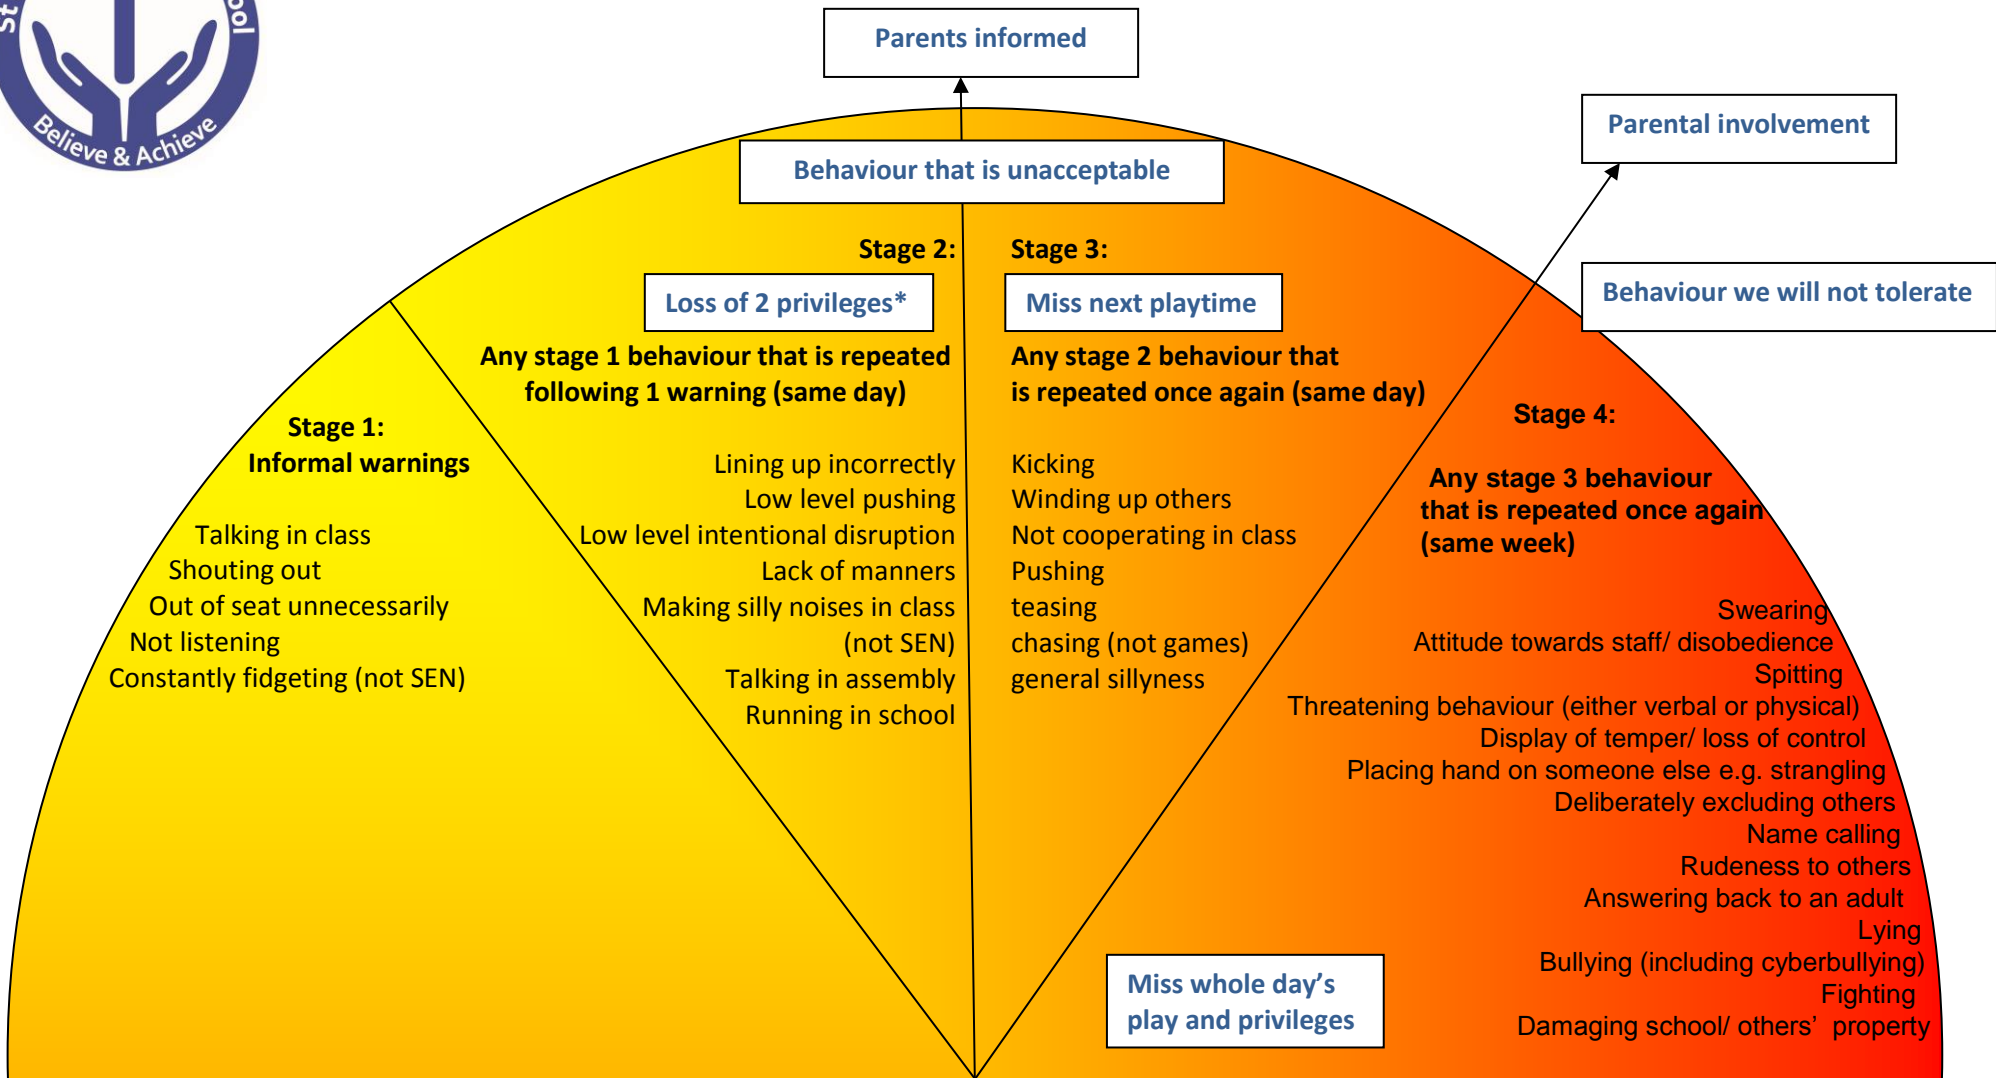 St
ool
Believe & Achieve
Parents informed
Parental involvement
Behaviour that is unacceptable
Behaviour we will not tolerate
Stage 1:
Informal warnings
Talking in class
Shouting out
Out of seat unnecessarily
Not listening
Constantly fidgeting (not SEN)
Stage 2:
Loss of 2 privileges*
Any stage 1 behaviour that is repeated
following 1 warning (same day)
Lining up incorrectly
Low level pushing
Low level intentional disruption
Lack of manners
Making silly noises in class
(not SEN)
Talking in assembly
Running in school
Stage 3:
Miss next playtime
Any stage 2 behaviour that
is repeated once again (same day)
Kicking
Winding up others
Not cooperating in class
Pushing
teasing
chasing (not games)
general sillyness
Stage 4:
Any stage 3 behaviour
that is repeated once again
(same week)
Swearing
Attitude towards staff/ disobedience
Spitting
Threatening behaviour (either verbal or physical)
Display of temper/ loss of control
Placing hand on someone else e.g. strangling
Deliberately excluding others
Name calling
Rudeness to others
Answering back to an adult
Lying
Bullying (including cyberbullying)
Fighting
Damaging school/ others’ property
Miss whole day’s
play and privileges